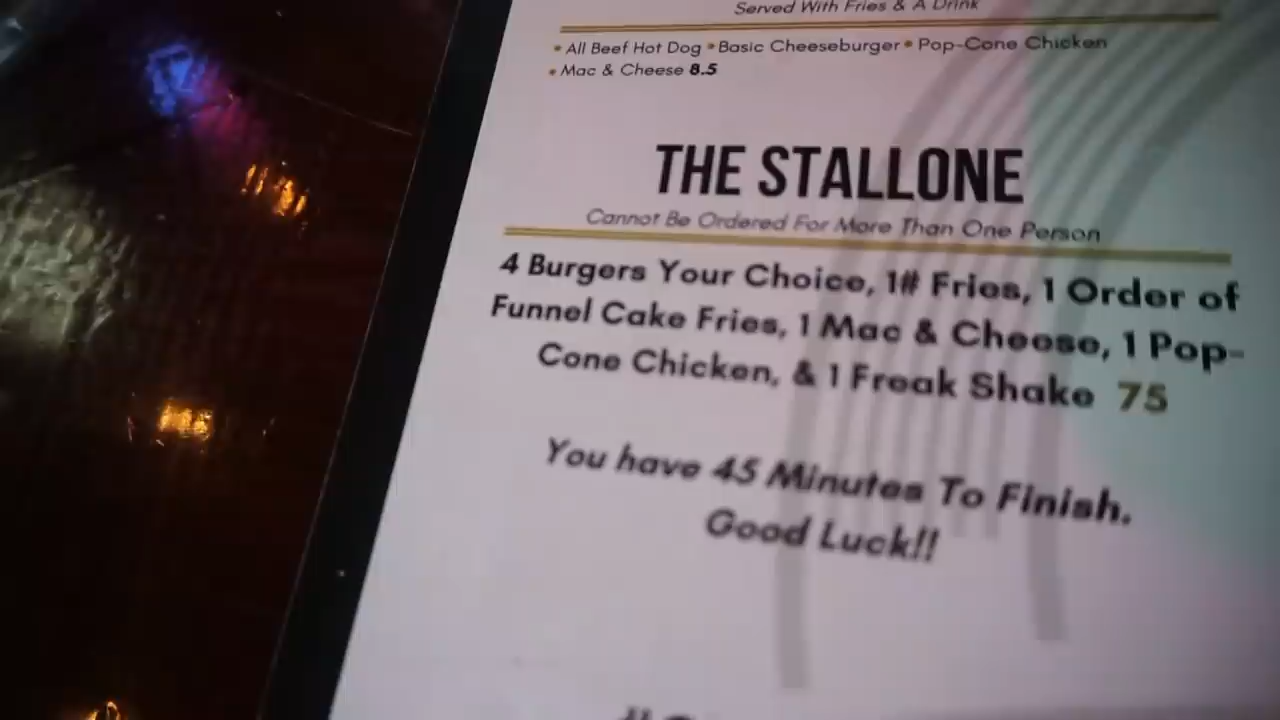 Served With Fries & A Drink
• All Beef Hot Dog • Basic Cheeseburger • Pop-Cone Chicken
• Mac & Cheese 8.5
THE STALLONE
Cannot Be Ordered For More Than One Person
4 Burgers Your Choice, 1# Fries, 1 Order of
Funnel Cake Fries, 1 Mac & Cheese, 1 Pop-
Cone Chicken, & 1 Freak Shake 75
You have 45 Minutes To Finish.
Good Luck!!